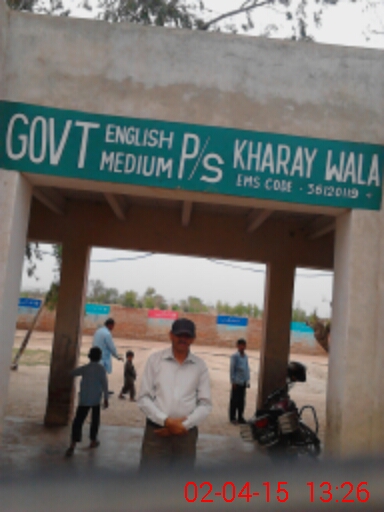 GOVT ENGLISH MEDIUM P/S KHARAY WALA
EMS CODE - 36120119
02-04-15 13:26